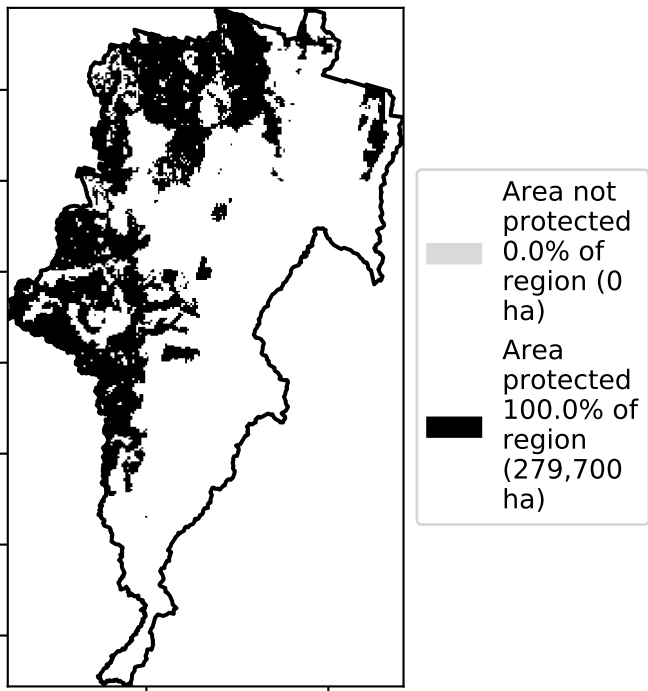 Area not
protected
0.0% of
region (0
ha)
Area
protected
100.0% of
region
(279,700
ha)